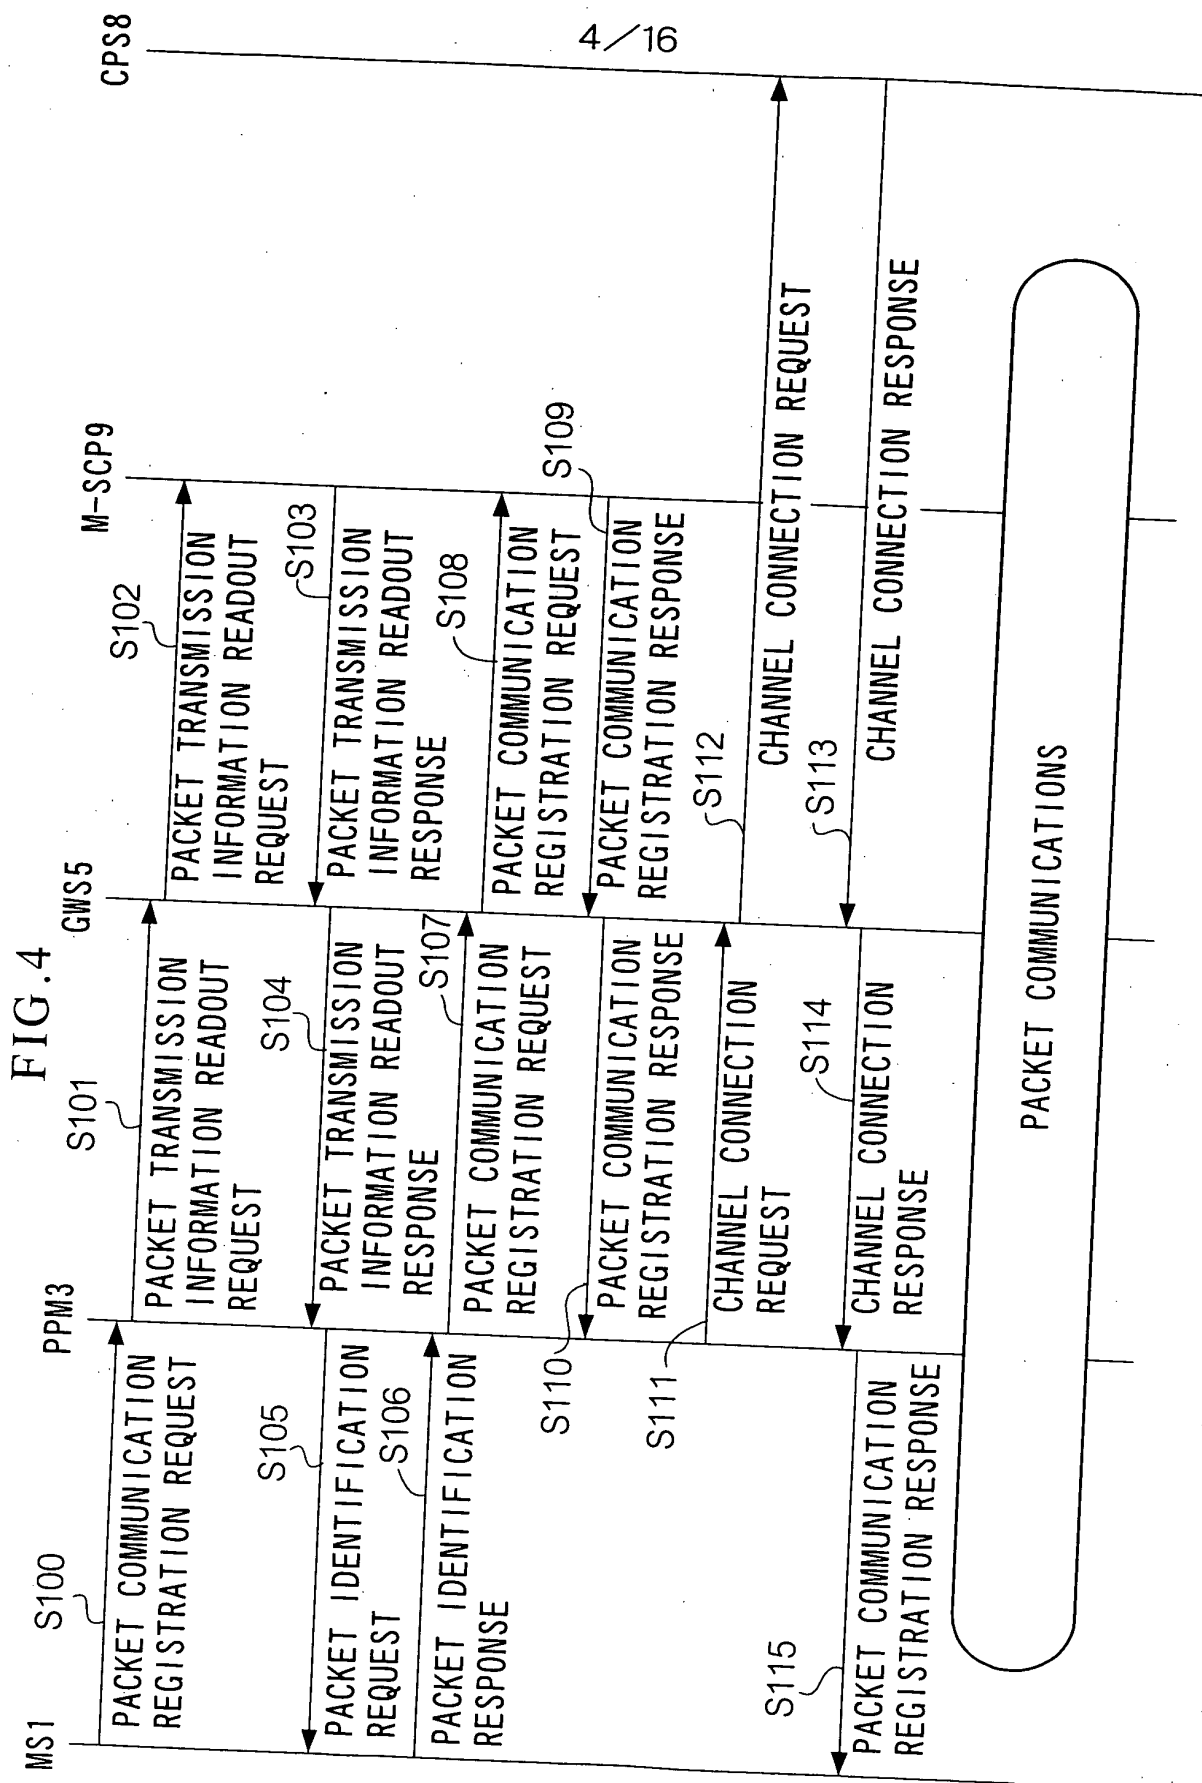 4/16
FIG.4
MS1
PPM3
GWS5
M-SCP9
CPS8
S100
PACKET COMMUNICATION
REGISTRATION REQUEST
S101
PACKET TRANSMISSION
INFORMATION READOUT
REQUEST
S102
PACKET TRANSMISSION
INFORMATION READOUT
REQUEST
S103
PACKET TRANSMISSION
INFORMATION READOUT
RESPONSE
S104
PACKET TRANSMISSION
INFORMATION READOUT
RESPONSE
S105
PACKET IDENTIFICATION
REQUEST
S106
PACKET IDENTIFICATION
RESPONSE
S107
PACKET COMMUNICATION
REGISTRATION REQUEST
S108
PACKET COMMUNICATION
REGISTRATION REQUEST
S109
PACKET COMMUNICATION
REGISTRATION RESPONSE
S110
PACKET COMMUNICATION
REGISTRATION RESPONSE
S111
CHANNEL CONNECTION
REQUEST
S112
CHANNEL CONNECTION REQUEST
S113
CHANNEL CONNECTION RESPONSE
S114
CHANNEL CONNECTION
RESPONSE
S115
PACKET COMMUNICATION
REGISTRATION RESPONSE
PACKET COMMUNICATIONS